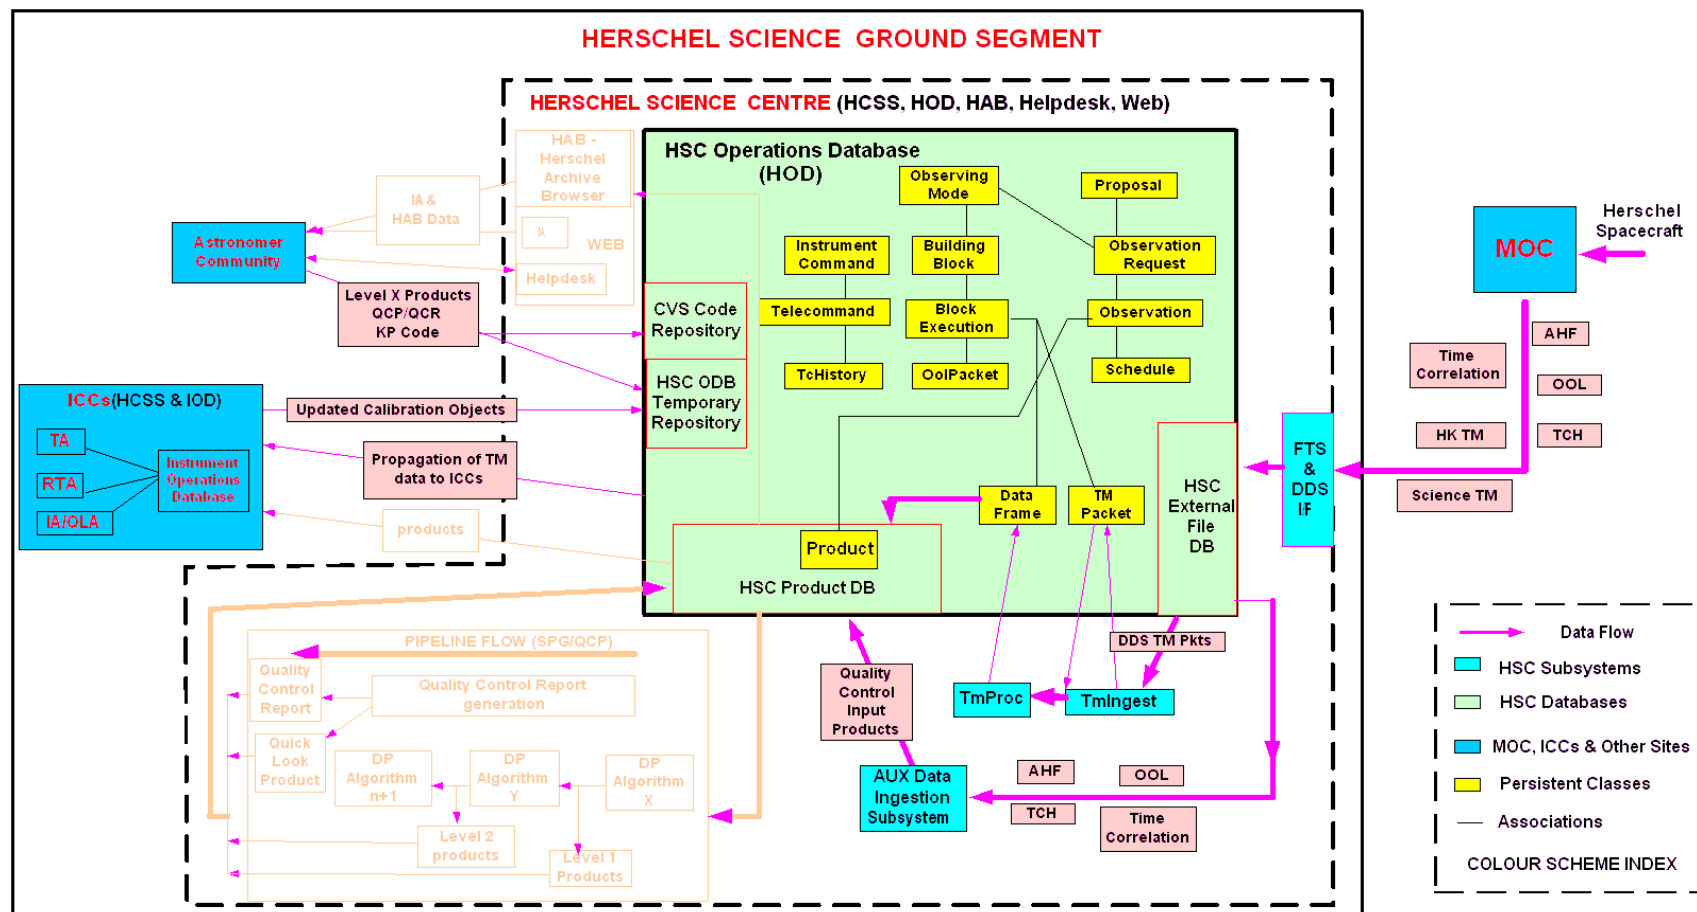 HERSCHEL SCIENCE  GROUND SEGMENT
HERSCHEL SCIENCE  CENTRE (HCSS, HOD, HAB, Helpdesk, Web)
HAB -
Herschel
Archive
Browser
IA &
HAB Data
IA
WEB
Helpdesk
Astronomer
Community
Level X Products
QCP/QCR
KP Code
HSC Operations Database
(HOD)
Observing
Mode
Proposal
Instrument
Command
Building
Block
Observation
Request
CVS Code
Repository
Telecommand
Block
Execution
Observation
TcHistory
OolPacket
Schedule
HSC ODB
Temporary
Repository
ICCs(HCSS & IOD)
TA
RTA
IA/QLA
Instrument
Operations
Database
Updated Calibration Objects
Propagation of TM
data to ICCs
products
Data
Frame
TM
Packet
HSC
External
File
DB
Product
HSC Product DB
FTS
&
DDS
I/F
MOC
Herschel
Spacecraft
AHF
Time
Correlation
OOL
HK TM
TCH
Science TM
PIPELINE FLOW (SPG/QCP)
Quality
Control
Report
Quality Control Report
generation
Quick
Look
Product
DP
Algorithm
n+1
DP
Algorithm
Y
DP
Algorithm
X
Level 2
products
Level 1
Products
Quality
Control
Input
Products
DDS TM Pkts
TmProc
TmIngest
AUX Data
Ingestion
Subsystem
AHF
OOL
TCH
Time
Correlation
Data Flow
HSC Subsystems
HSC Databases
MOC, ICCs & Other Sites
Persistent Classes
Associations
COLOUR SCHEME INDEX